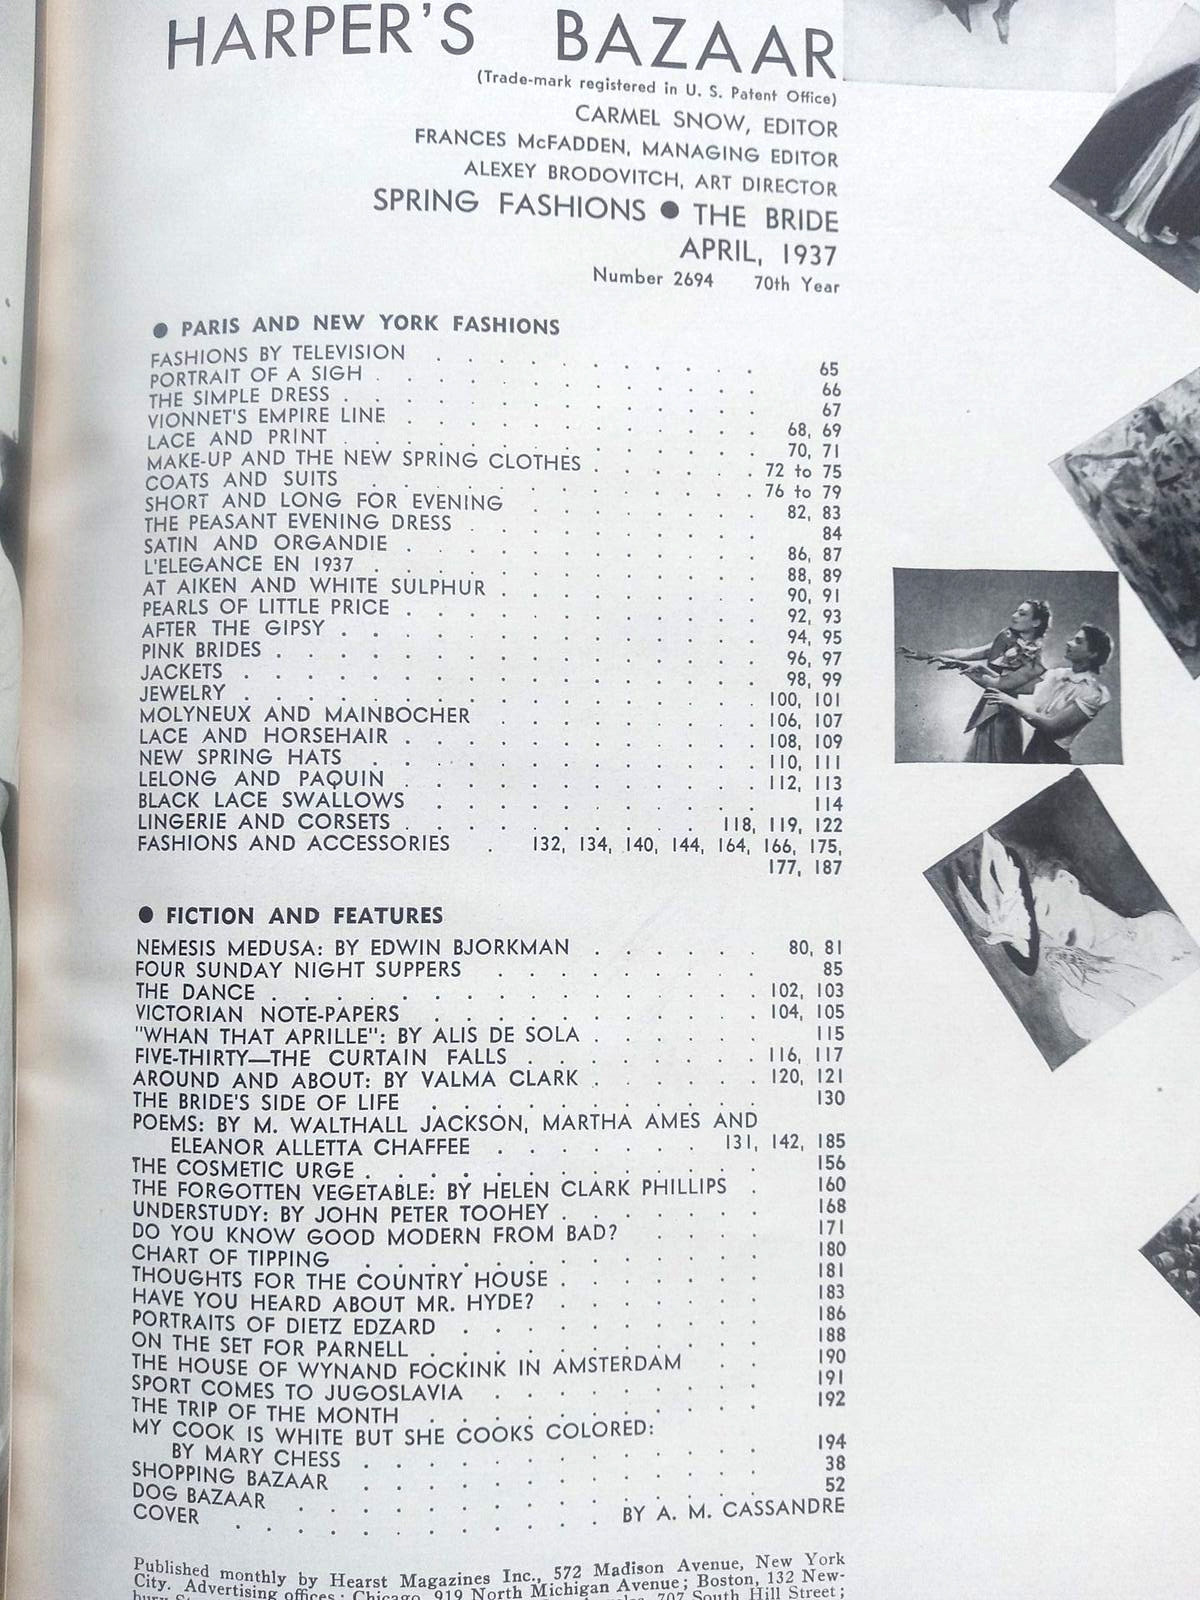 HARPER'S BAZAAR
(Trade-mark registered in U. S. Patent Office)
CARMEL SNOW, EDITOR
FRANCES McFADDEN, MANAGING EDITOR
ALEXEY BRODOVITCH, ART DIRECTOR
SPRING FASHIONS ● THE BRIDE
APRIL, 1937
Number 2694 70th Year
● PARIS AND NEW YORK FASHIONS
FASHIONS BY TELEVISION . . . . . . . . . . . 65
PORTRAIT OF A SIGH . . . . . . . . . . . . 66
THE SIMPLE DRESS . . . . . . . . . . . . . 67
VIONNET'S EMPIRE LINE . . . . . . . . . . . 68, 69
LACE AND PRINT . . . . . . . . . . . . . 70, 71
MAKE-UP AND THE NEW SPRING CLOTHES . . . . . . 72 to 75
COATS AND SUITS . . . . . . . . . . . . . 76 to 79
SHORT AND LONG FOR EVENING . . . . . . . . 82, 83
THE PEASANT EVENING DRESS . . . . . . . . . 84
SATIN AND ORGANDIE . . . . . . . . . . . 86, 87
L'ELEGANCE EN 1937 . . . . . . . . . . . . 88, 89
AT AIKEN AND WHITE SULPHUR . . . . . . . . . 90, 91
PEARLS OF LITTLE PRICE . . . . . . . . . . . 92, 93
AFTER THE GIPSY . . . . . . . . . . . . . 94, 95
PINK BRIDES . . . . . . . . . . . . . . . 96, 97
JACKETS . . . . . . . . . . . . . . . . 98, 99
JEWELRY . . . . . . . . . . . . . . . . 100, 101
MOLYNEUX AND MAINBOCHER . . . . . . . . . 106, 107
LACE AND HORSEHAIR . . . . . . . . . . . 108, 109
NEW SPRING HATS . . . . . . . . . . . . 110, 111
LELONG AND PAQUIN . . . . . . . . . . . . 112, 113
BLACK LACE SWALLOWS . . . . . . . . . . . 114
LINGERIE AND CORSETS . . . . . . . . . . 118, 119, 122
FASHIONS AND ACCESSORIES . 132, 134, 140, 144, 164, 166, 175,
177, 187
● FICTION AND FEATURES
NEMESIS MEDUSA: BY EDWIN BJORKMAN . . . . . . 80, 81
FOUR SUNDAY NIGHT SUPPERS . . . . . . . . 85
THE DANCE . . . . . . . . . . . . . . . 102, 103
VICTORIAN NOTE-PAPERS . . . . . . . . . . 104, 105
"WHAN THAT APRILLE": BY ALIS DE SOLA . . . . . . 115
FIVE-THIRTY—THE CURTAIN FALLS . . . . . . . . 116, 117
AROUND AND ABOUT: BY VALMA CLARK . . . . . . 120, 121
THE BRIDE'S SIDE OF LIFE . . . . . . . . . . 130
POEMS: BY M. WALTHALL JACKSON, MARTHA AMES AND
ELEANOR ALLETTA CHAFFEE . . . . . . . 131, 142, 185
THE COSMETIC URGE . . . . . . . . . . . . 156
THE FORGOTTEN VEGETABLE: BY HELEN CLARK PHILLIPS . 160
UNDERSTUDY: BY JOHN PETER TOOHEY . . . . . . . 168
DO YOU KNOW GOOD MODERN FROM BAD? . . . . . 171
CHART OF TIPPING . . . . . . . . . . . . 180
THOUGHTS FOR THE COUNTRY HOUSE . . . . . . . 181
HAVE YOU HEARD ABOUT MR. HYDE? . . . . . . . 183
PORTRAITS OF DIETZ EDZARD . . . . . . . . . 186
ON THE SET FOR PARNELL . . . . . . . . . . 188
THE HOUSE OF WYNAND FOCKINK IN AMSTERDAM . . 190
SPORT COMES TO JUGOSLAVIA . . . . . . . . 191
THE TRIP OF THE MONTH . . . . . . . . . . 192
MY COOK IS WHITE BUT SHE COOKS COLORED:
BY MARY CHESS . . . . . . . . . . . . 194
SHOPPING BAZAAR . . . . . . . . . . . . 38
DOG BAZAAR . . . . . . . . . . . . . . 52
COVER . . . . . . . . . . . BY A. M. CASSANDRE
Published monthly by Hearst Magazines Inc., 572 Madison Avenue, New York
City. Advertising offices: Chicago, 919 North Michigan Avenue; Boston, 132 New-
707 South Hill Street;